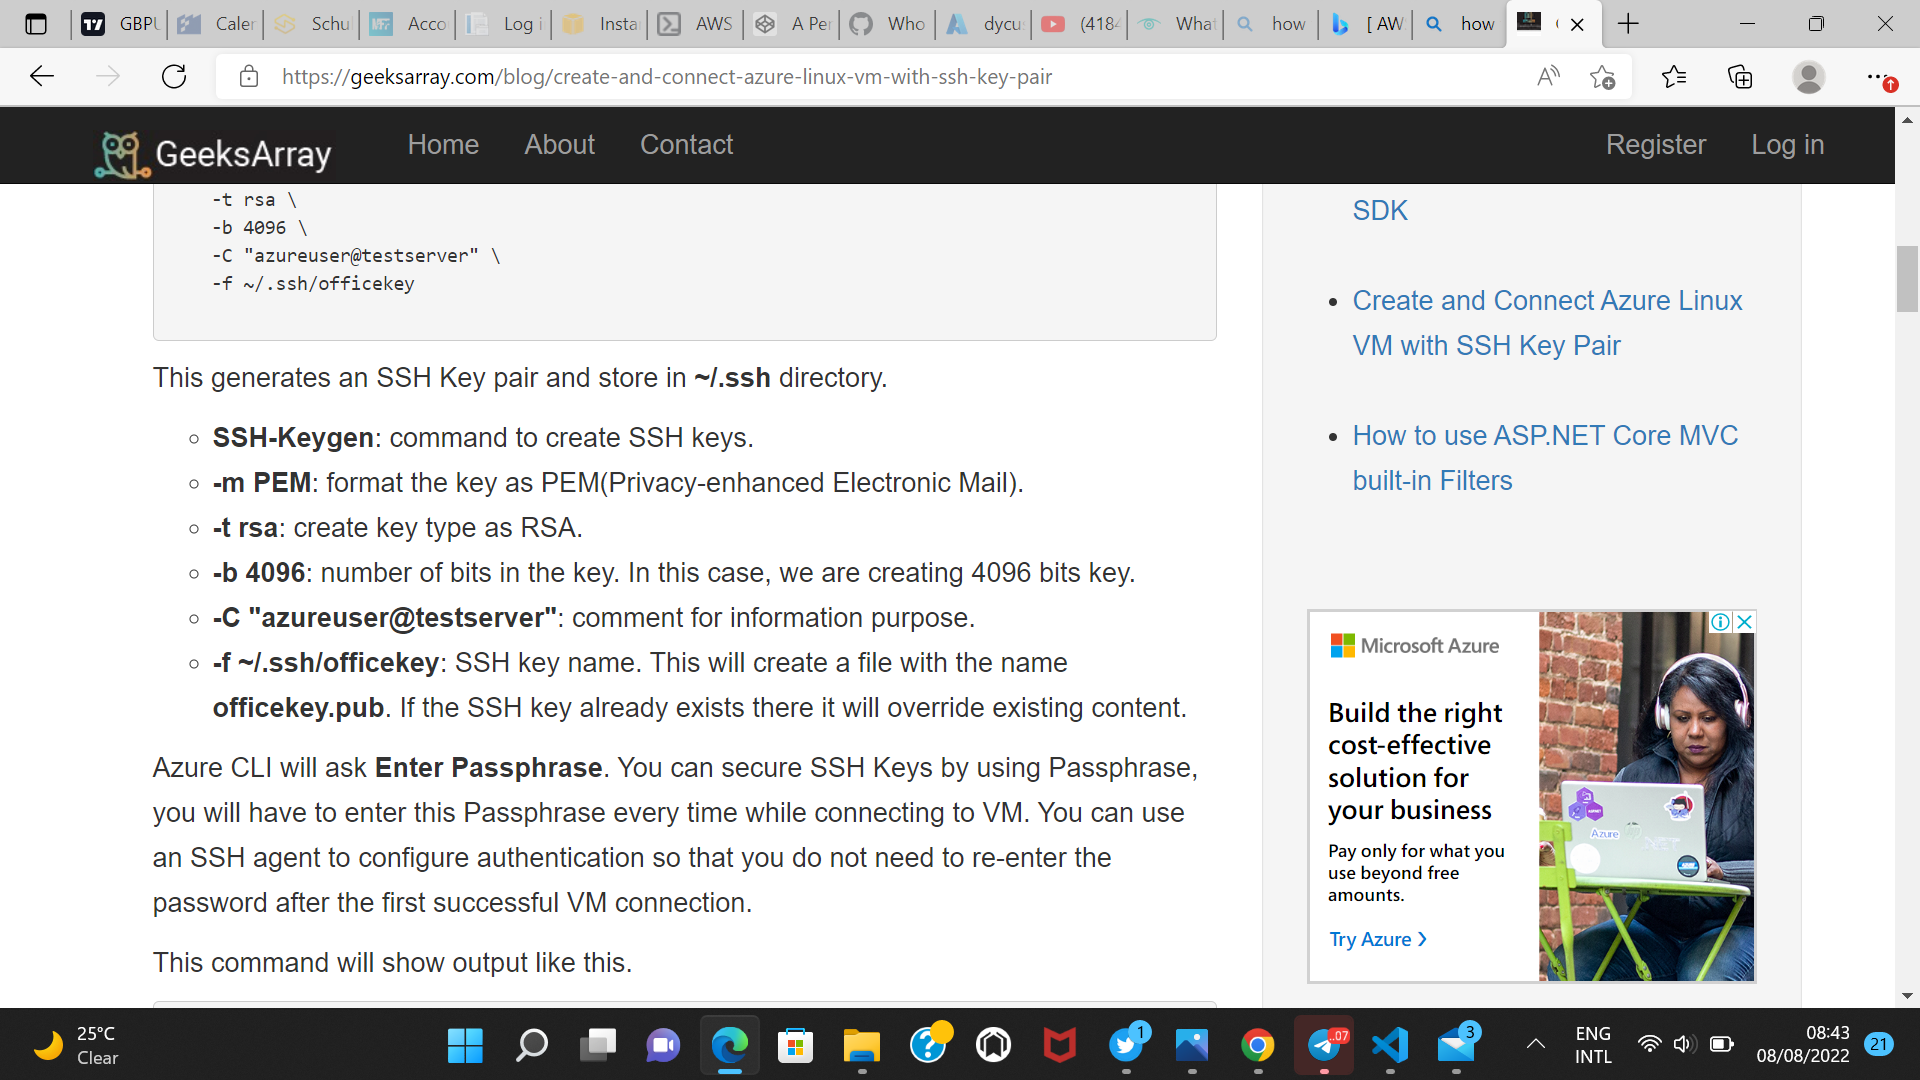 GBPU
Caler
Schu
Acco
Log i
Insta
AWS
A Per
Who
dycu
(4184
What
how
[ AW
how
https://geeksarray.com/blog/create-and-connect-azure-linux-vm-with-ssh-key-pair
GeeksArray
Home
About
Contact
Register
Log in
-t rsa \
-b 4096 \
-C "azureuser@testserver" \
-f ~/.ssh/officekey
This generates an SSH Key pair and store in ~/.ssh directory.
SSH-Keygen: command to create SSH keys.
-m PEM: format the key as PEM(Privacy-enhanced Electronic Mail).
-t rsa: create key type as RSA.
-b 4096: number of bits in the key. In this case, we are creating 4096 bits key.
-C "azureuser@testserver": comment for information purpose.
-f ~/.ssh/officekey: SSH key name. This will create a file with the name
officekey.pub. If the SSH key already exists there it will override existing content.
Azure CLI will ask Enter Passphrase. You can secure SSH Keys by using Passphrase,
you will have to enter this Passphrase every time while connecting to VM. You can use
an SSH agent to configure authentication so that you do not need to re-enter the
password after the first successful VM connection.
This command will show output like this.
SDK
Create and Connect Azure Linux
VM with SSH Key Pair
How to use ASP.NET Core MVC
built-in Filters
Microsoft Azure
Build the right
cost-effective
solution for
your business
Pay only for what you
use beyond free
amounts.
Try Azure
Azure
25°C
Clear
1
..07
3
ENG
INTL
08:43
08/08/2022
21